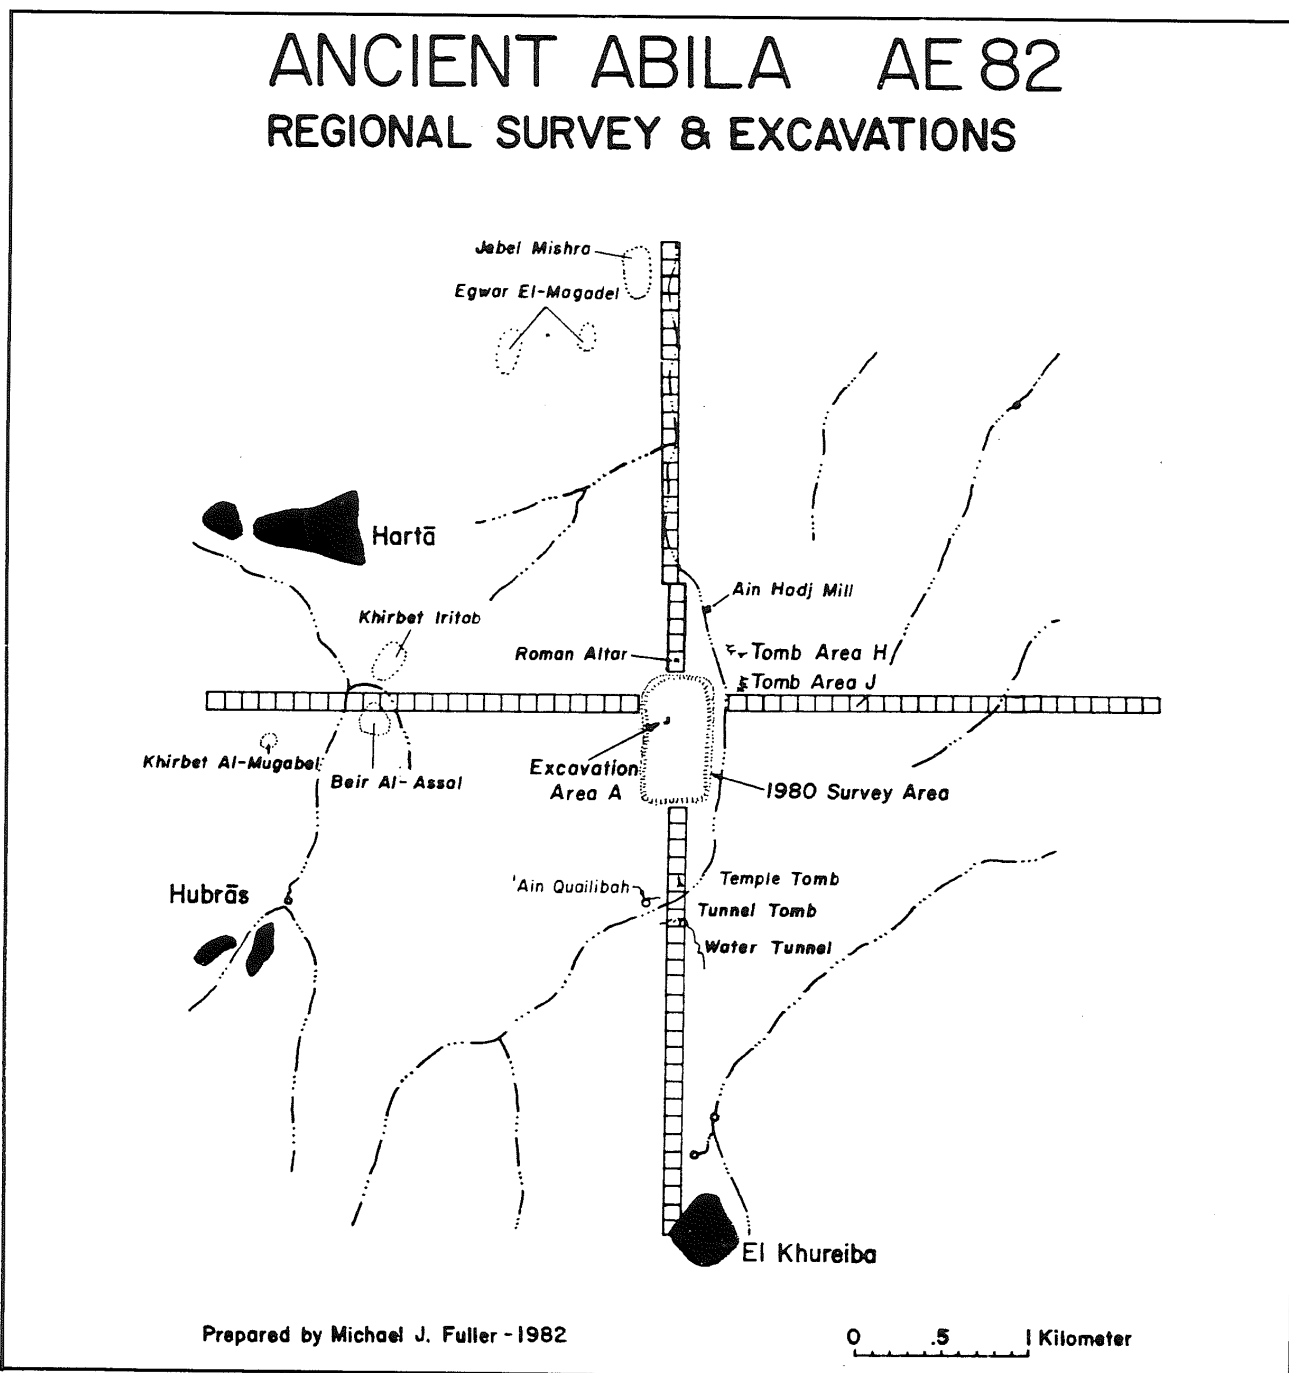 ANCIENT ABILA AE 82
REGIONAL SURVEY & EXCAVATIONS
Jebel Mishra
Egwar El-Magadel
Hartā
Khirbet Iritab
Ain Hadj Mill
Roman Altar
Tomb Area H
Tomb Area J
Khirbet Al-Mugabel
Beir Al-Assal
Excavation
Area A
1980 Survey Area
Hubrās
'Ain Quailibah
Temple Tomb
Tunnel Tomb
Water Tunnel
El Khureiba
Prepared by Michael J. Fuller - 1982
0 .5 1 Kilometer